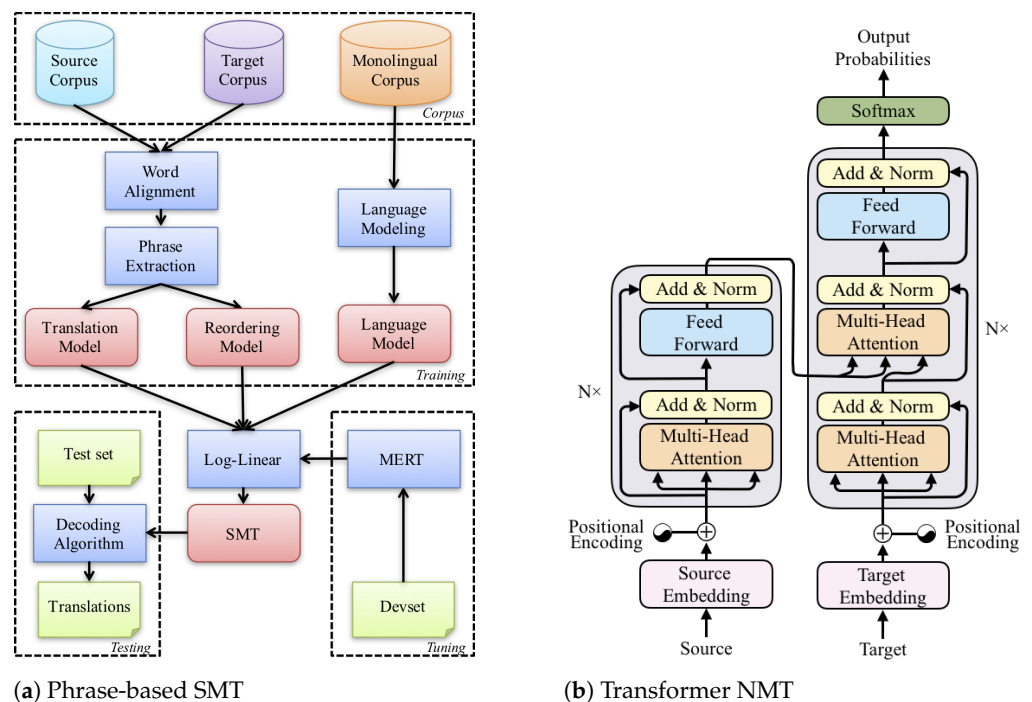 Source
Corpus
Target
Corpus
Monolingual
Corpus
Corpus
Word
Alignment
Phrase
Extraction
Language
Modeling
Translation
Model
Reordering
Model
Language
Model
Training
Test set
Log-Linear
MERT
Decoding
Algorithm
SMT
Translations
Devset
Testing
Tuning
(a) Phrase-based SMT
Output
Probabilities
Softmax
Add & Norm
Feed
Forward
Add & Norm
Multi-Head
Attention
N×
Add & Norm
Multi-Head
Attention
Add & Norm
Feed
Forward
N×
Add & Norm
Multi-Head
Attention
Positional
Encoding
Positional
Encoding
Source
Embedding
Target
Embedding
Source
Target
(b) Transformer NMT